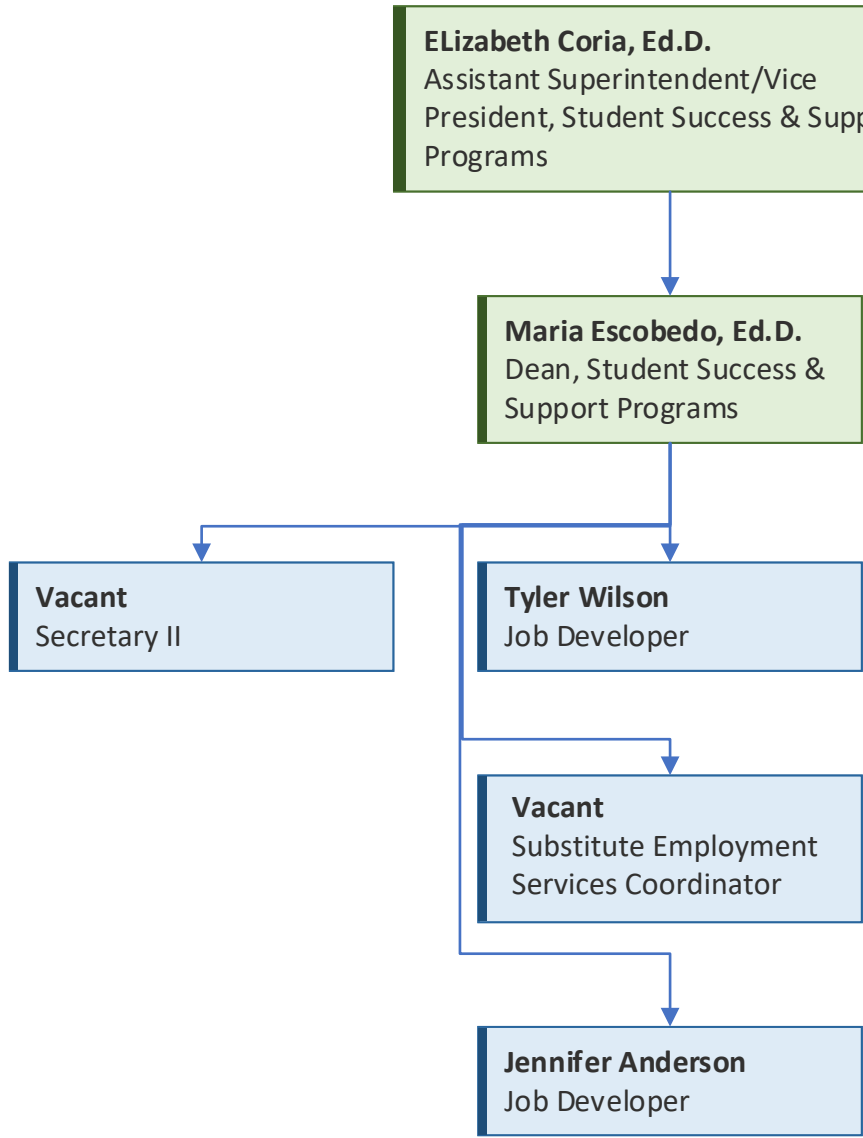 ELizabeth Coria, Ed.D.
Assistant Superintendent/Vice
President, Student Success &
Programs
Maria Escobedo, Ed.D.
Dean, Student Success &
Support Programs
Vacant
Secretary II
Tyler Wilson
Job Developer
Vacant
Substitute Employment
Services Coordinator
Jennifer Anderson
Job Developer